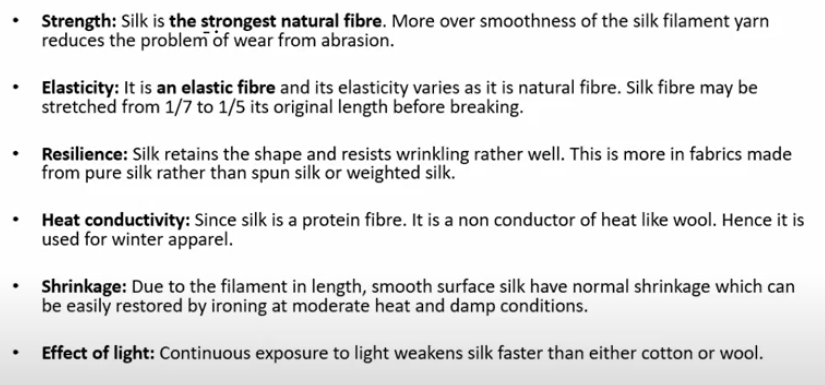 • Strength: Silk is the strongest natural fibre. More over smoothness of the silk filament yarn
reduces the problem of wear from abrasion.
• Elasticity: It is an elastic fibre and its elasticity varies as it is natural fibre. Silk fibre may be
stretched from 1/7 to 1/5 its original length before breaking.
• Resilience: Silk retains the shape and resists wrinkling rather well. This is more in fabrics made
from pure silk rather than spun silk or weighted silk.
• Heat conductivity: Since silk is a protein fibre. It is a non conductor of heat like wool. Hence it is
used for winter apparel.
• Shrinkage: Due to the filament in length, smooth surface silk have normal shrinkage which can
be easily restored by ironing at moderate heat and damp conditions.
• Effect of light: Continuous exposure to light weakens silk faster than either cotton or wool.